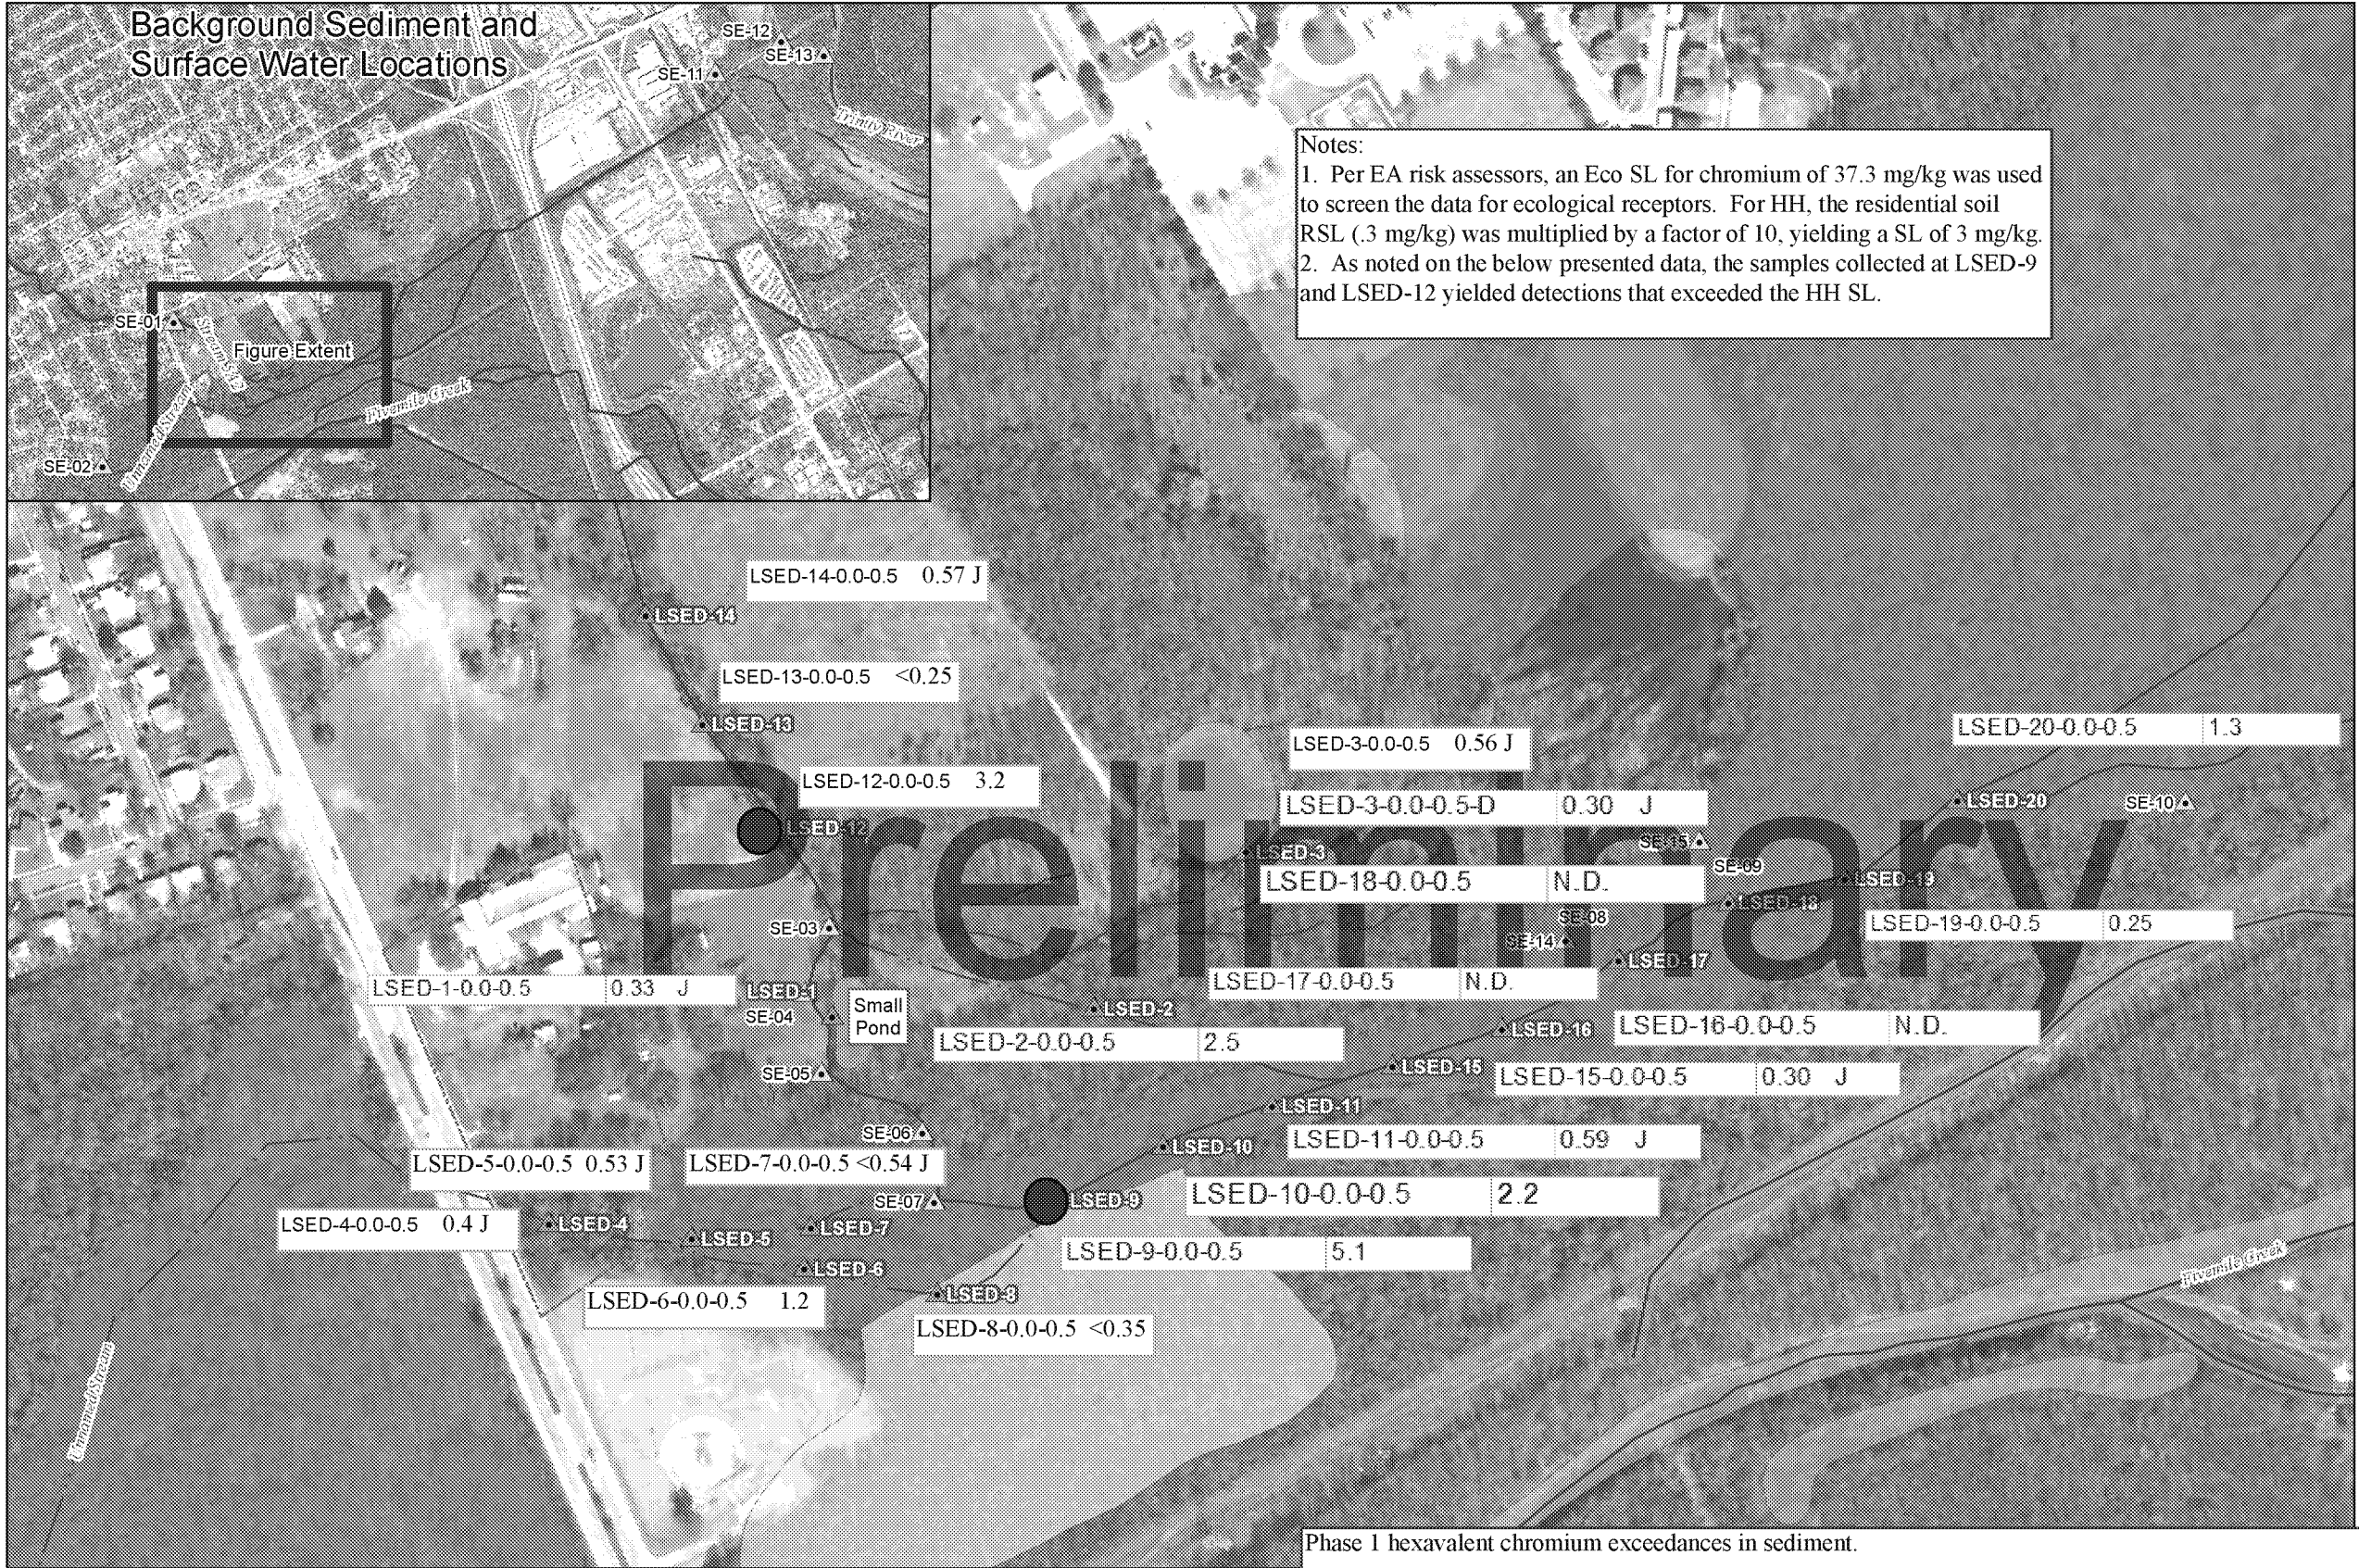 Background Sediment and
Surface Water Locations
SE-12
SE-13
SE-11
Trinity River
SE-01
Stream 5A2
Figure Extent
Fivemile Creek
Unnamed Stream
SE-02
Notes:
1. Per EA risk assessors, an Eco SL for chromium of 37.3 mg/kg was used
to screen the data for ecological receptors. For HH, the residential soil
RSL (.3 mg/kg) was multiplied by a factor of 10, yielding a SL of 3 mg/kg.
2. As noted on the below presented data, the samples collected at LSED-9
and LSED-12 yielded detections that exceeded the HH SL.
LSED-14-0.0-0.5 0.57 J
LSED-14
LSED-13-0.0-0.5 <0.25
LSED-13
LSED-12-0.0-0.5 3.2
LSED-12
LSED-3-0.0-0.5 0.56 J
LSED-3-0.0-0.5-D 0.30 J
LSED-3
LSED-20-0.0-0.5 1.3
LSED-20
SE-10
SE-15
SE-09
LSED-19
LSED-18-0.0-0.5 N.D.
LSED-18
SE-08
SE-14
LSED-19-0.0-0.5 0.25
Preliminary
SE-03
LSED-17
LSED-17-0.0-0.5 N.D.
LSED-1-0.0-0.5 0.33 J
LSED-1
SE-04
Small
Pond
LSED-2
LSED-2-0.0-0.5 2.5
LSED-16
LSED-16-0.0-0.5 N.D.
SE-05
LSED-15
LSED-15-0.0-0.5 0.30 J
LSED-11
LSED-11-0.0-0.5 0.59 J
SE-06
LSED-10
LSED-10-0.0-0.5 2.2
LSED-5-0.0-0.5 0.53 J
LSED-7-0.0-0.5 <0.54 J
SE-07
LSED-9
LSED-9-0.0-0.5 5.1
LSED-4-0.0-0.5 0.4 J
LSED-4
LSED-5
LSED-7
LSED-6
LSED-6-0.0-0.5 1.2
LSED-8
LSED-8-0.0-0.5 <0.35
Fivemile Creek
Unnamed Stream
Phase 1 hexavalent chromium exceedances in sediment.